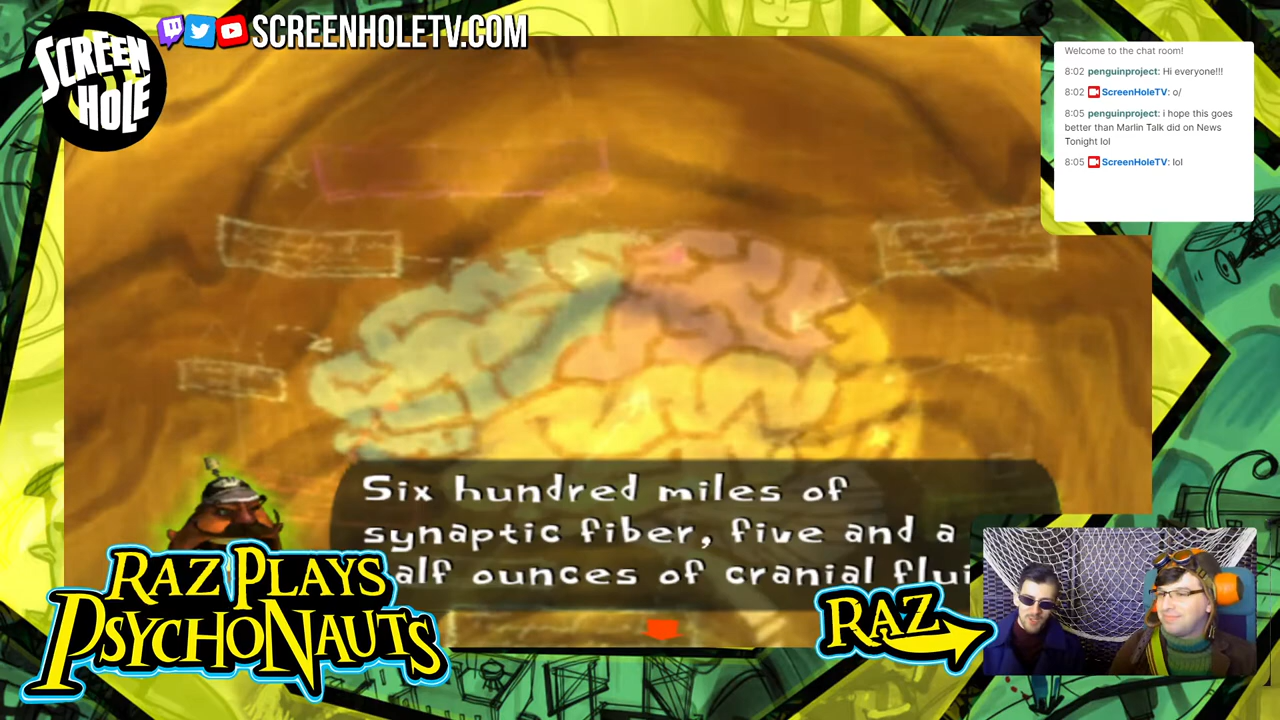 SCREEN
HOLE
SCREENHOLETV.COM
Welcome to the chat room!
8:02 penguinproject: Hi everyone!!!
8:02 ScreenHoleTV: o/
8:05 penguinproject: i hope this goes
better than Marlin Talk did on News
Tonight lol
8:05 ScreenHoleTV: lol
Six hundred miles of
synaptic fiber, five and a
alf ounces of cranial flui
RAZ PLAYS
PSYCHONAUTS
RAZ